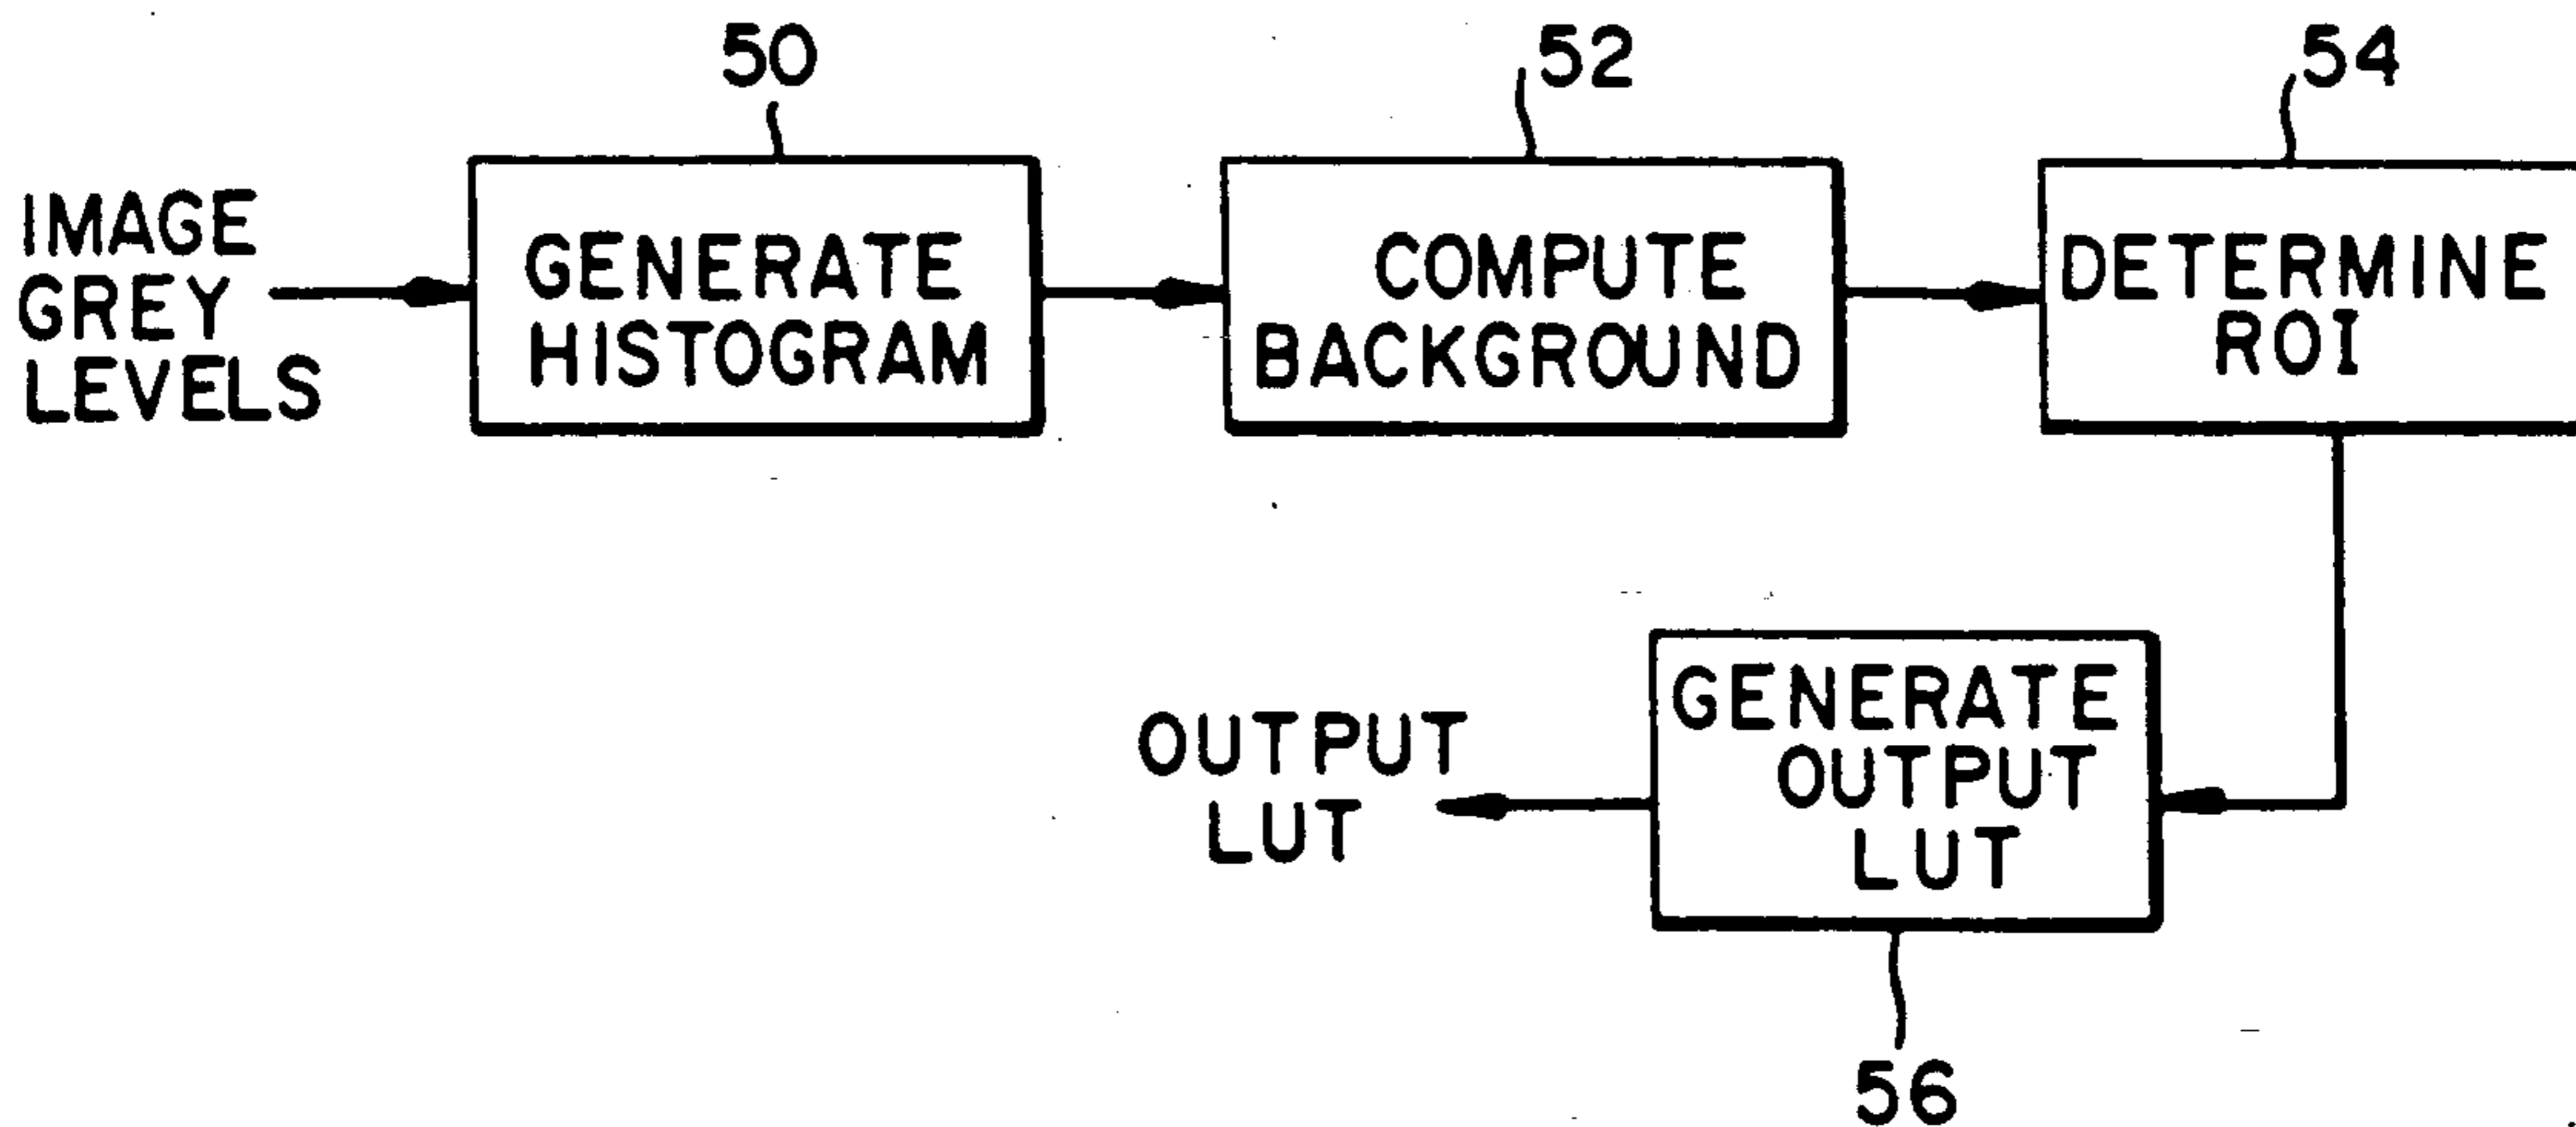 50
52
54
IMAGE
GREY
LEVELS
GENERATE
HISTOGRAM
COMPUTE
BACKGROUND
DETERMINE
ROI
OUTPUT
LUT
GENERATE
OUTPUT
LUT
56